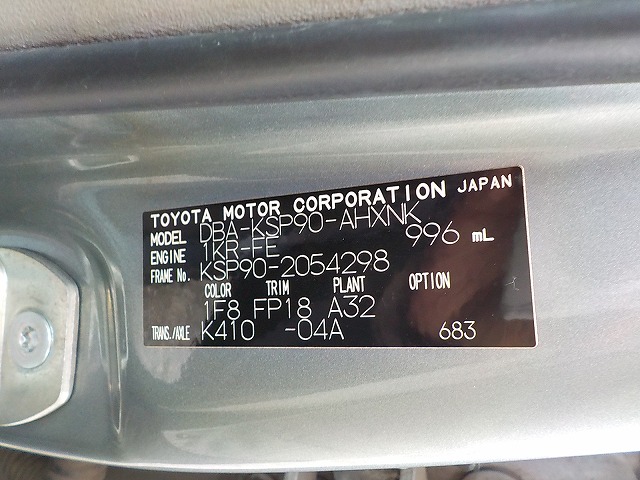 TOYOTA MOTOR CORPORATION JAPAN
MODEL DBA-KSP90-AHXNK
ENGINE 1KR-FE 996 mL
FRAME No. KSP90-2054298
COLOR TRIM PLANT OPTION
1F8 FP18 A32
TRANS./AXLE K410 -04A 683